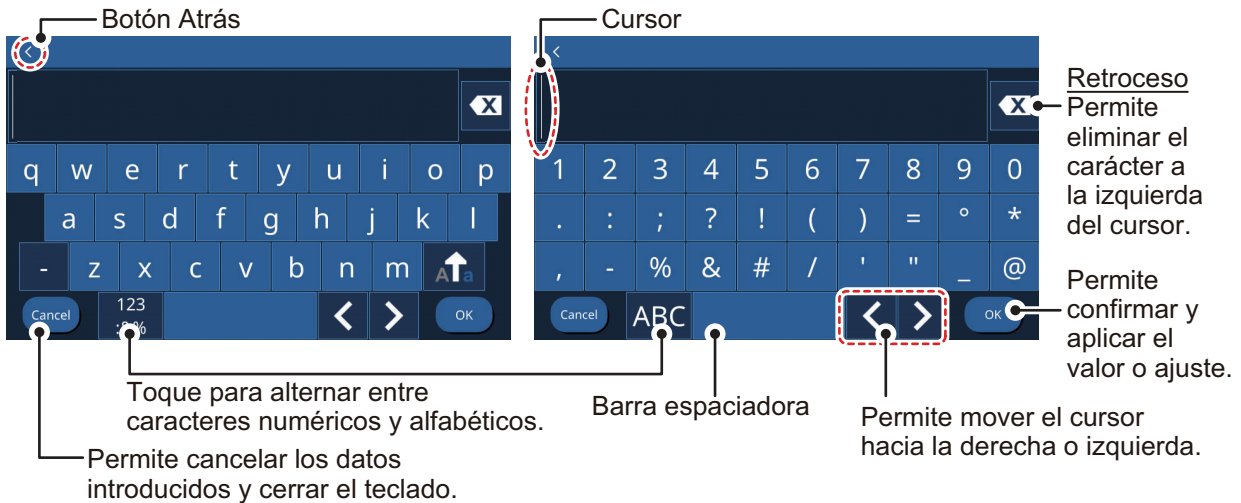 Botón Atrás
Cursor
<
<
X
X
q w e r t y u i o p
a s d f g h j k l
- z x c v b n m A a
Cancel 123 < > OK
:&%
1 2 3 4 5 6 7 8 9 0
. : ; ? ! ( ) = ° *
, - % & # / ' " _ @
Cancel ABC < > OK
Retroceso
Permite
eliminar el
carácter a
la izquierda
del cursor.
Permite
confirmar y
aplicar el
valor o ajuste.
Toque para alternar entre
caracteres numéricos y alfabéticos.
Barra espaciadora
Permite mover el cursor
hacia la derecha o izquierda.
Permite cancelar los datos
introducidos y cerrar el teclado.